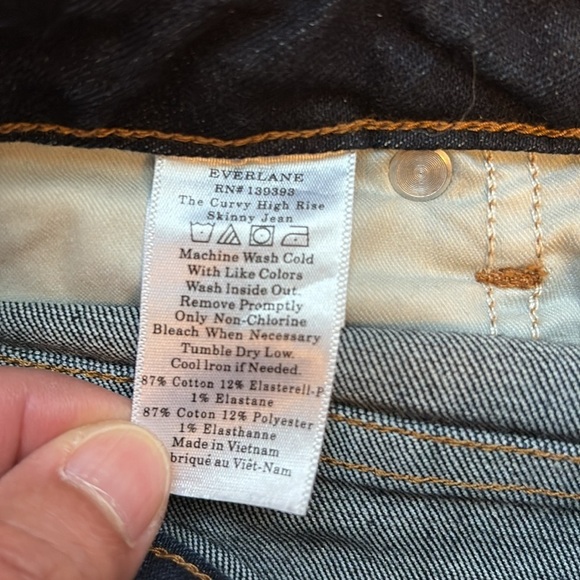 EVERLANE
RN# 139393
The Curvy High Rise
Skinny Jean
Machine Wash Cold
With Like Colors
Wash Inside Out.
Remove Promptly
Only Non-Chlorine
Bleach When Necessary
Tumble Dry Low.
Cool Iron if Needed.
87% Cotton 12% Elasterell-P
1% Elastane
87% Coton 12% Polyester
1% Elasthanne
Made in Vietnam
briqué au Viêt-Nam